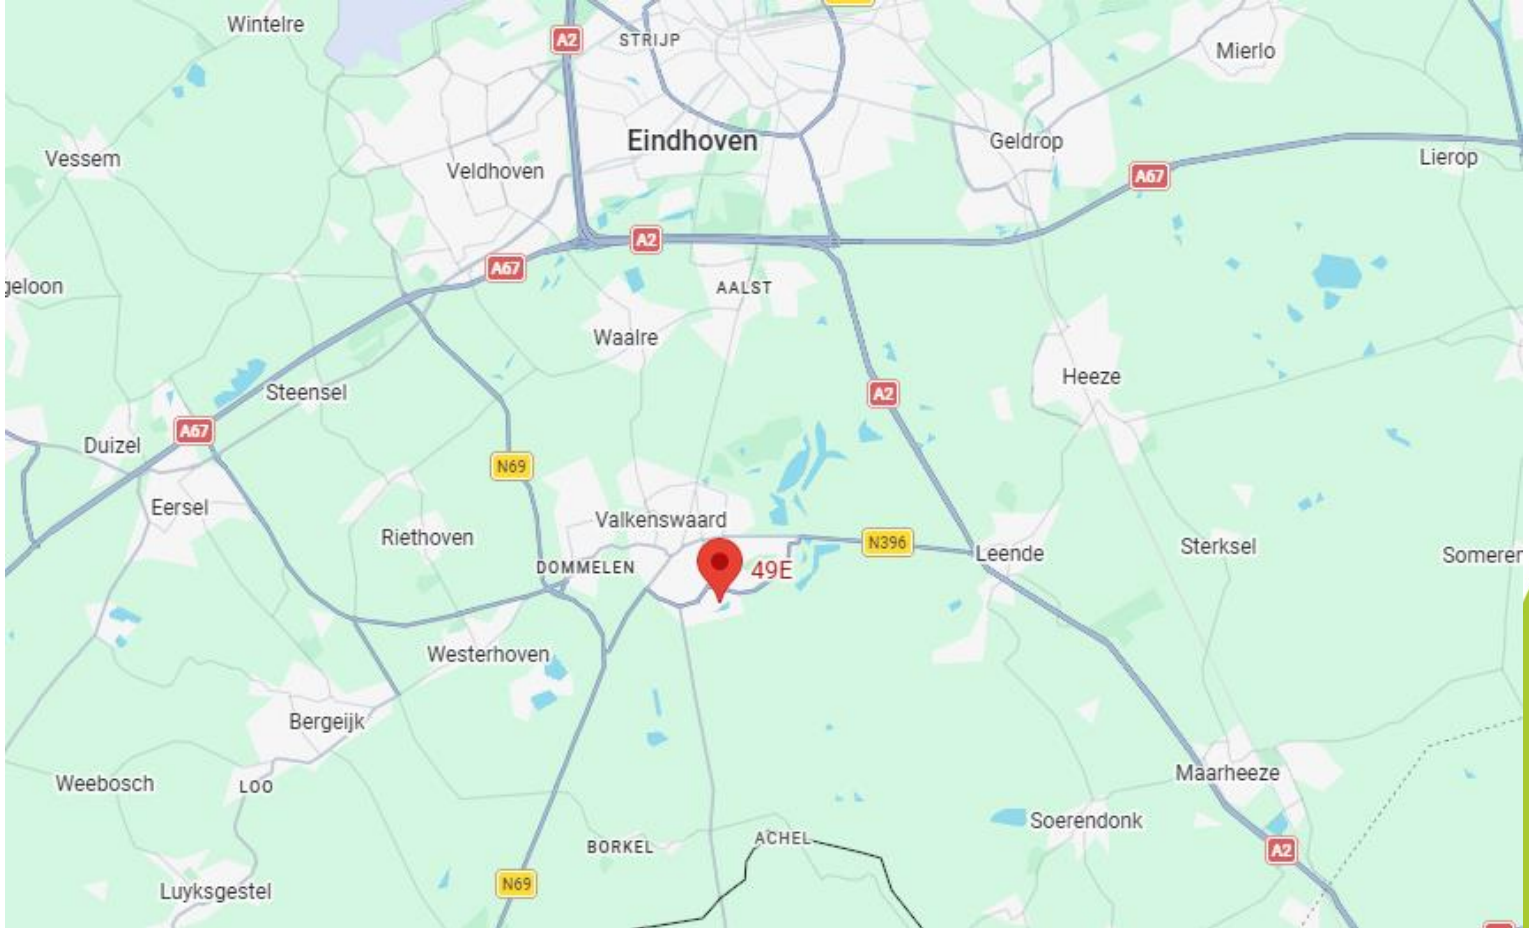 Wintelre
A2
STRIJP
Mierlo
Eindhoven
Geldrop
Vessem
Veldhoven
Lierop
A67
A2
A67
geloon
AALST
Waalre
Heeze
Steensel
A2
A67
Duizel
N69
Eersel
Valkenswaard
Riethoven
N396
Leende
Sterksel
Someren
DOMMELEN
49E
Westerhoven
Bergeijk
Weebosch
LOO
Maarheeze
Soerendonk
BORKEL
ACHEL
A2
N69
Luyksgestel